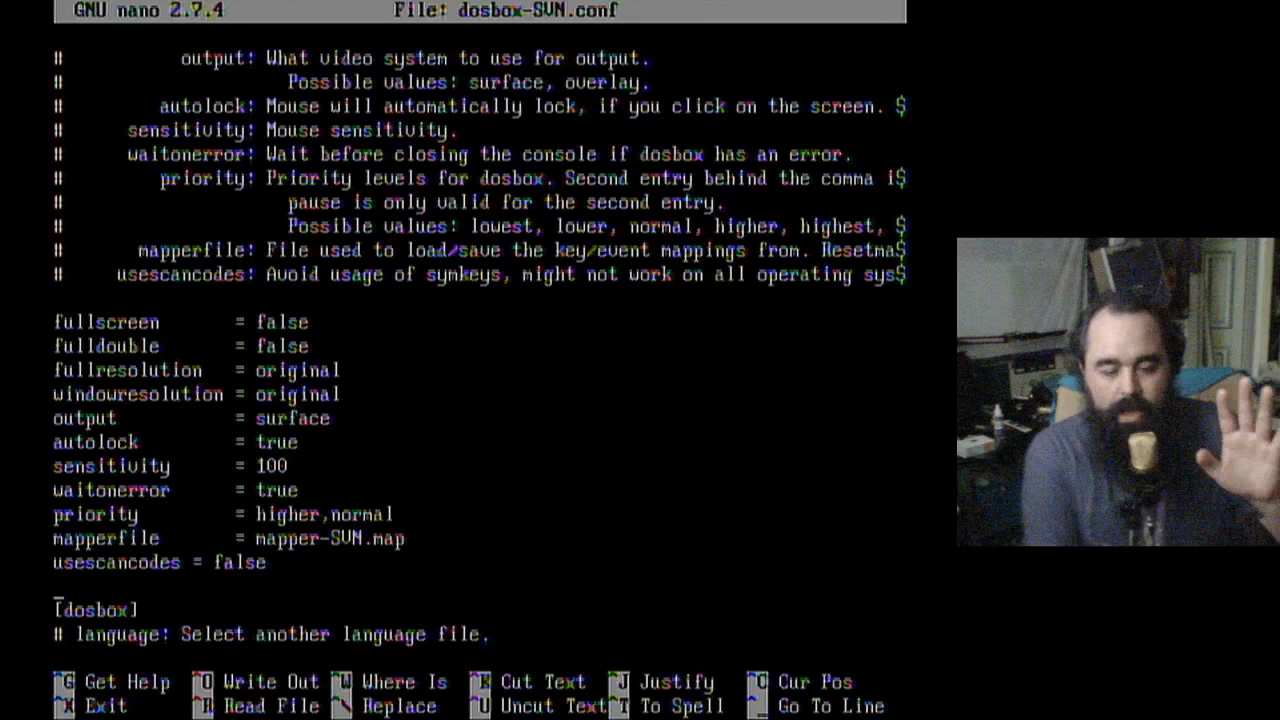 GNU nano 2.7.4 File: dosbox-SVN.conf
# output: What video system to use for output.
# Possible values: surface, overlay.
# autolock: Mouse will automatically lock, if you click on the screen. $
# sensitivity: Mouse sensitivity.
# waitonerror: Wait before closing the console if dosbox has an error.
# priority: Priority levels for dosbox. Second entry behind the comma i$
# pause is only valid for the second entry.
# Possible values: lowest, lower, normal, higher, highest, $
# mapperfile: File used to load/save the key/event mappings from. Resetma$
# usescancodes: Avoid usage of symkeys, might not work on all operating sys$
fullscreen = false
fulldouble = false
fullresolution = original
windowresolution = original
output = surface
autolock = true
sensitivity = 100
waitonerror = true
priority = higher,normal
mapperfile = mapper-SVN.map
usescancodes = false
[dosbox]
# language: Select another language file.
^G Get Help ^O Write Out ^W Where Is ^K Cut Text ^J Justify ^C Cur Pos
^X Exit ^R Read File ^\ Replace ^U Uncut Text ^T To Spell ^_ Go To Line